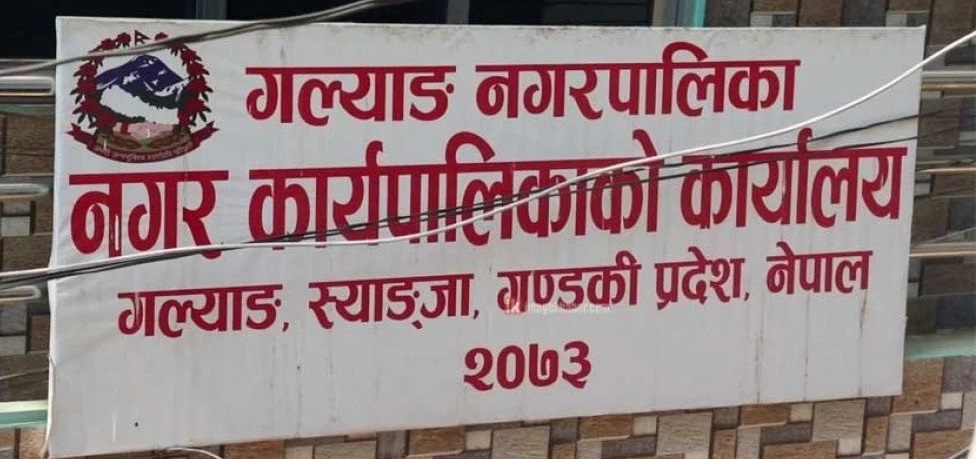 गल्याङ नगरपालिका
नगर कार्यपालिकाको कार्यालय
गल्याङ, स्याङ्जा, गण्डकी प्रदेश, नेपाल
२०७३